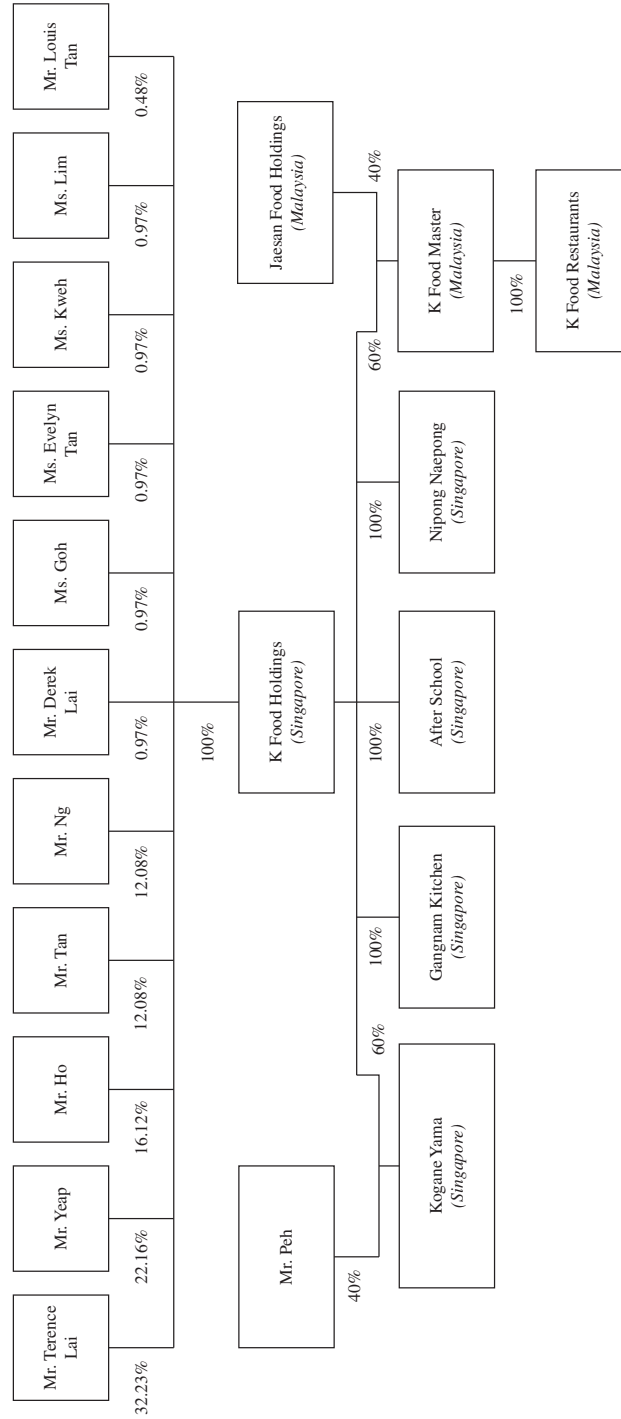 Mr. Terence
Lai
Mr. Yeap
Mr. Ho
Mr. Tan
Mr. Ng
Mr. Derek
Lai
Ms. Goh
Ms. Evelyn
Tan
Ms. Kweh
Ms. Lim
Mr. Louis
Tan
32.23%
22.16%
16.12%
12.08%
12.08%
0.97%
0.97%
0.97%
0.97%
0.97%
0.48%
100%
Mr. Peh
K Food Holdings
(Singapore)
Jaesan Food Holdings
(Malaysia)
40%
60%
100%
100%
100%
60%
40%
Kogane Yama
(Singapore)
Gangnam Kitchen
(Singapore)
After School
(Singapore)
Nipong Naepong
(Singapore)
K Food Master
(Malaysia)
100%
K Food Restaurants
(Malaysia)